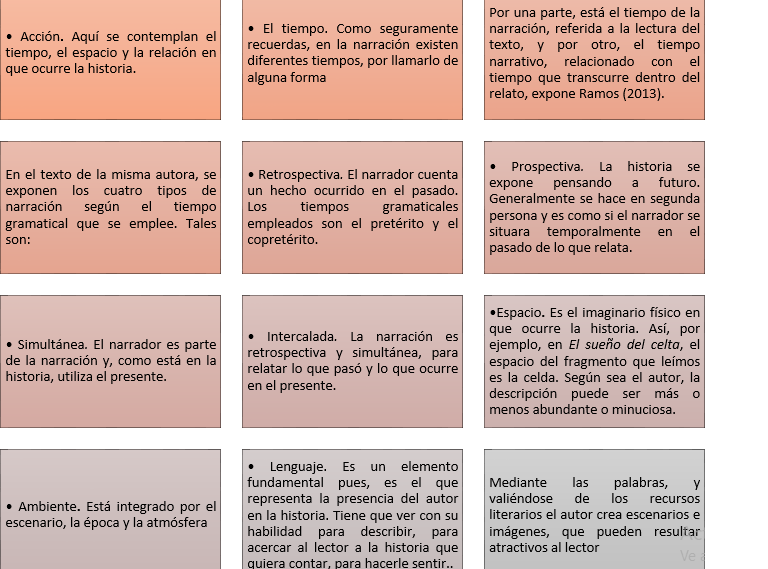 • Acción. Aquí se contemplan el
tiempo, el espacio y la relación en
que ocurre la historia.
• El tiempo. Como seguramente
recuerdas, en la narración existen
diferentes tiempos, por llamarlo de
alguna forma
Por una parte, está el tiempo de la
narración, referida a la lectura del
texto, y por otro, el tiempo
narrativo, relacionado con el
tiempo que transcurre dentro del
relato, expone Ramos (2013).
En el texto de la misma autora, se
exponen los cuatro tipos de
narración según el tiempo
gramatical que se emplee. Tales
son:
• Retrospectiva. El narrador cuenta
un hecho ocurrido en el pasado.
Los tiempos gramaticales
empleados son el pretérito y el
copretérito.
• Prospectiva. La historia se
expone pensando a futuro.
Generalmente se hace en segunda
persona y es como si el narrador se
situara temporalmente en el
pasado de lo que relata.
• Simultánea. El narrador es parte
de la narración y, como está en la
historia, utiliza el presente.
• Intercalada. La narración es
retrospectiva y simultánea, para
relatar lo que pasó y lo que ocurre
en el presente.
•Espacio. Es el imaginario físico en
que ocurre la historia. Así, por
ejemplo, en El sueño del celta, el
espacio del fragmento que leímos
es la celda. Según sea el autor, la
descripción puede ser más o
menos abundante o minuciosa.
• Ambiente. Está integrado por el
escenario, la época y la atmósfera
• Lenguaje. Es un elemento
fundamental pues, es el que
representa la presencia del autor
en la historia. Tiene que ver con su
habilidad para describir, para
acercar al lector a la historia que
quiera contar, para hacerle sentir..
Mediante las palabras, y
valiéndose de los recursos
literarios el autor crea escenarios e
imágenes, que pueden resultar
atractivos al lector
Ve